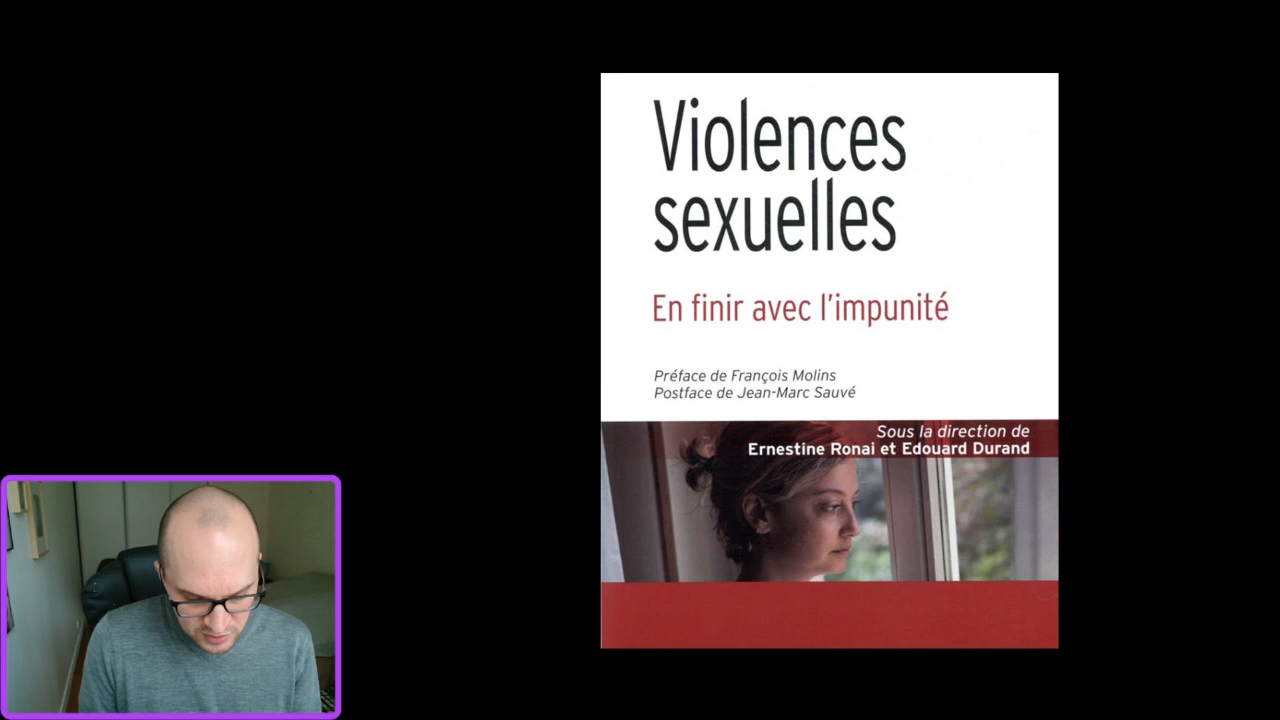 Violences
sexuelles
En finir avec l'impunité
Préface de François Molins
Postface de Jean-Marc Sauvé
Sous la direction de
Ernestine Ronai et Edouard Durand